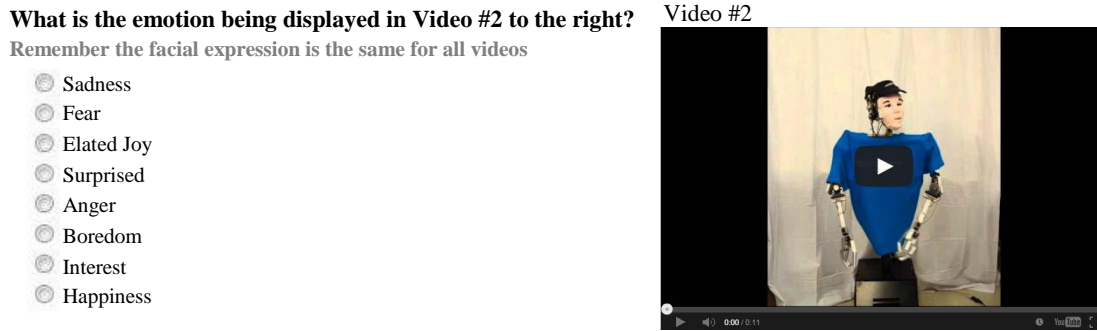 What is the emotion being displayed in Video #2 to the right?
Remember the facial expression is the same for all videos
Sadness
Fear
Elated Joy
Surprised
Anger
Boredom
Interest
Happiness
Video #2
0:00 / 0:11
YouTube